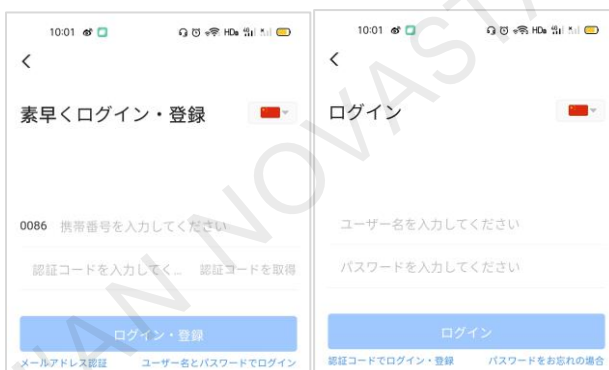 10:01 HD
素早くログイン・登録
0086 携帯番号を入力してください
認証コードを入力してく... 認証コードを取得
ログイン・登録
メールアドレス認証 ユーザー名とパスワードでログイン
10:01 HD
ログイン
ユーザー名を入力してください
パスワードを入力してください
ログイン
認証コードでログイン・登録 パスワードをお忘れの場合
AN NOVASTA